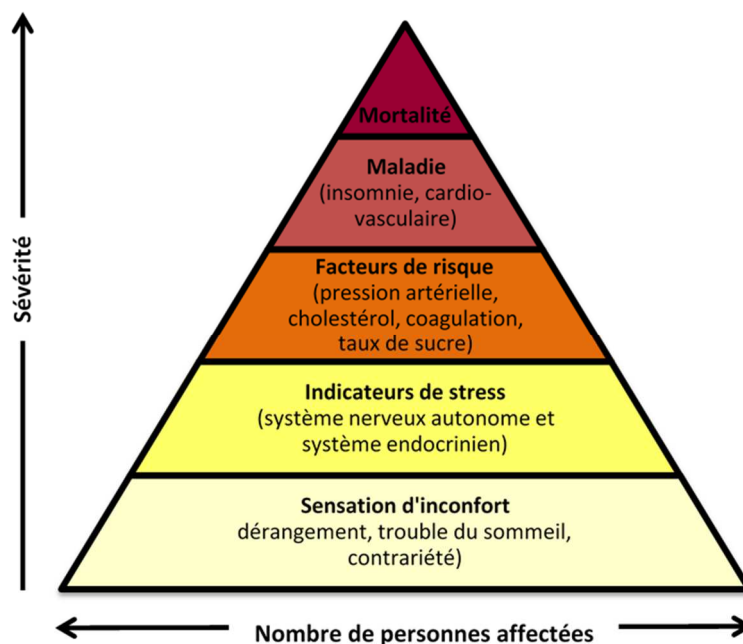 Mortalité
Maladie
(insomnie, cardio-
vasculaire)
Facteurs de risque
(pression artérielle,
cholestérol, coagulation,
taux de sucre)
Indicateurs de stress
(système nerveux autonome et
système endocrinien)
Sensation d'inconfort
dérangement, trouble du sommeil,
contrariété)
Sévérité
Nombre de personnes affectées